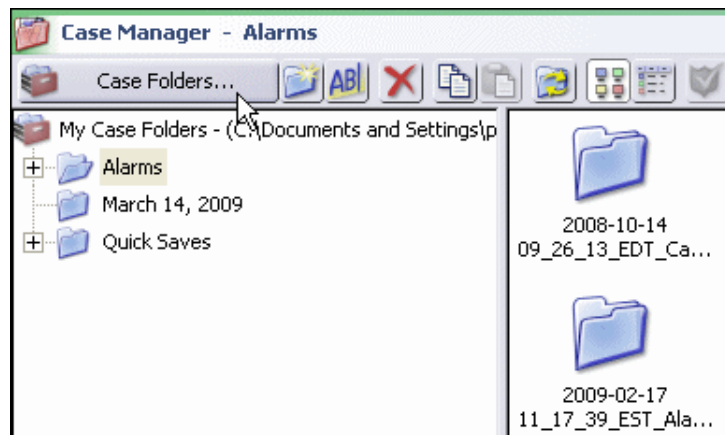 Case Manager - Alarms
Case Folders...
AB
My Case Folders - (C:\Documents and Settings\p
Alarms
March 14, 2009
Quick Saves
2008-10-14
09_26_13_EDT_Ca...
2009-02-17
11_17_39_EST_Ala...